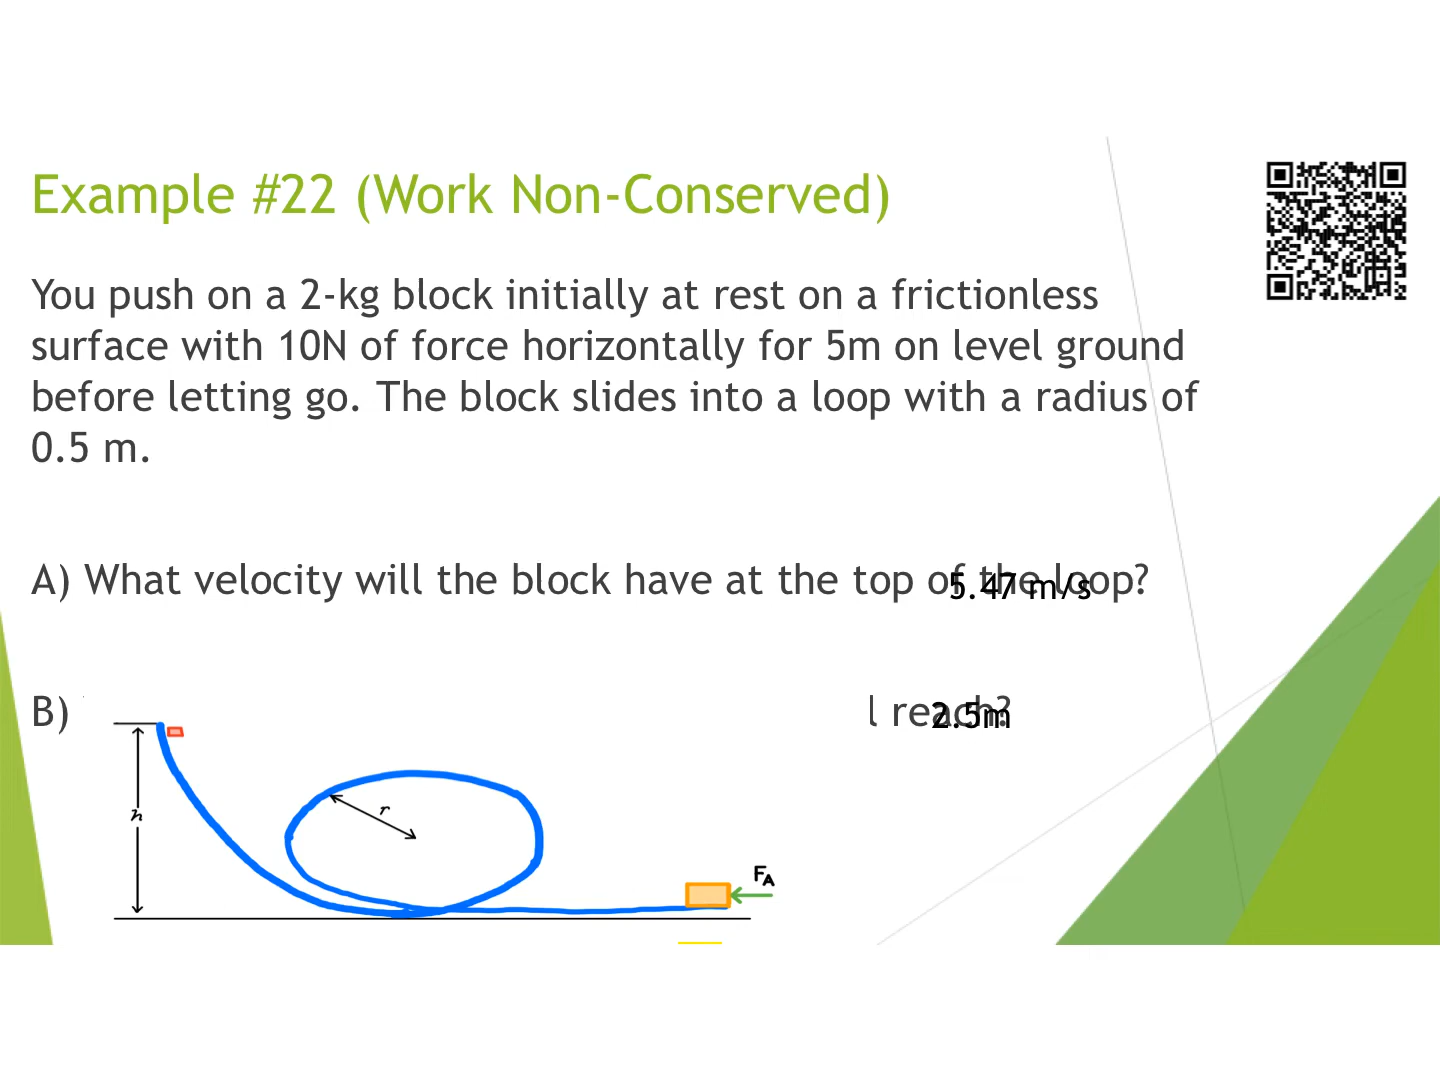 Example #22 (Work Non-Conserved)
You push on a 2-kg block initially at rest on a frictionless
surface with 10N of force horizontally for 5m on level ground
before letting go. The block slides into a loop with a radius of
0.5 m.
A) What velocity will the block have at the top of the loop?
5.47 m/s
B) l reach?
2.5m
h
r
FA